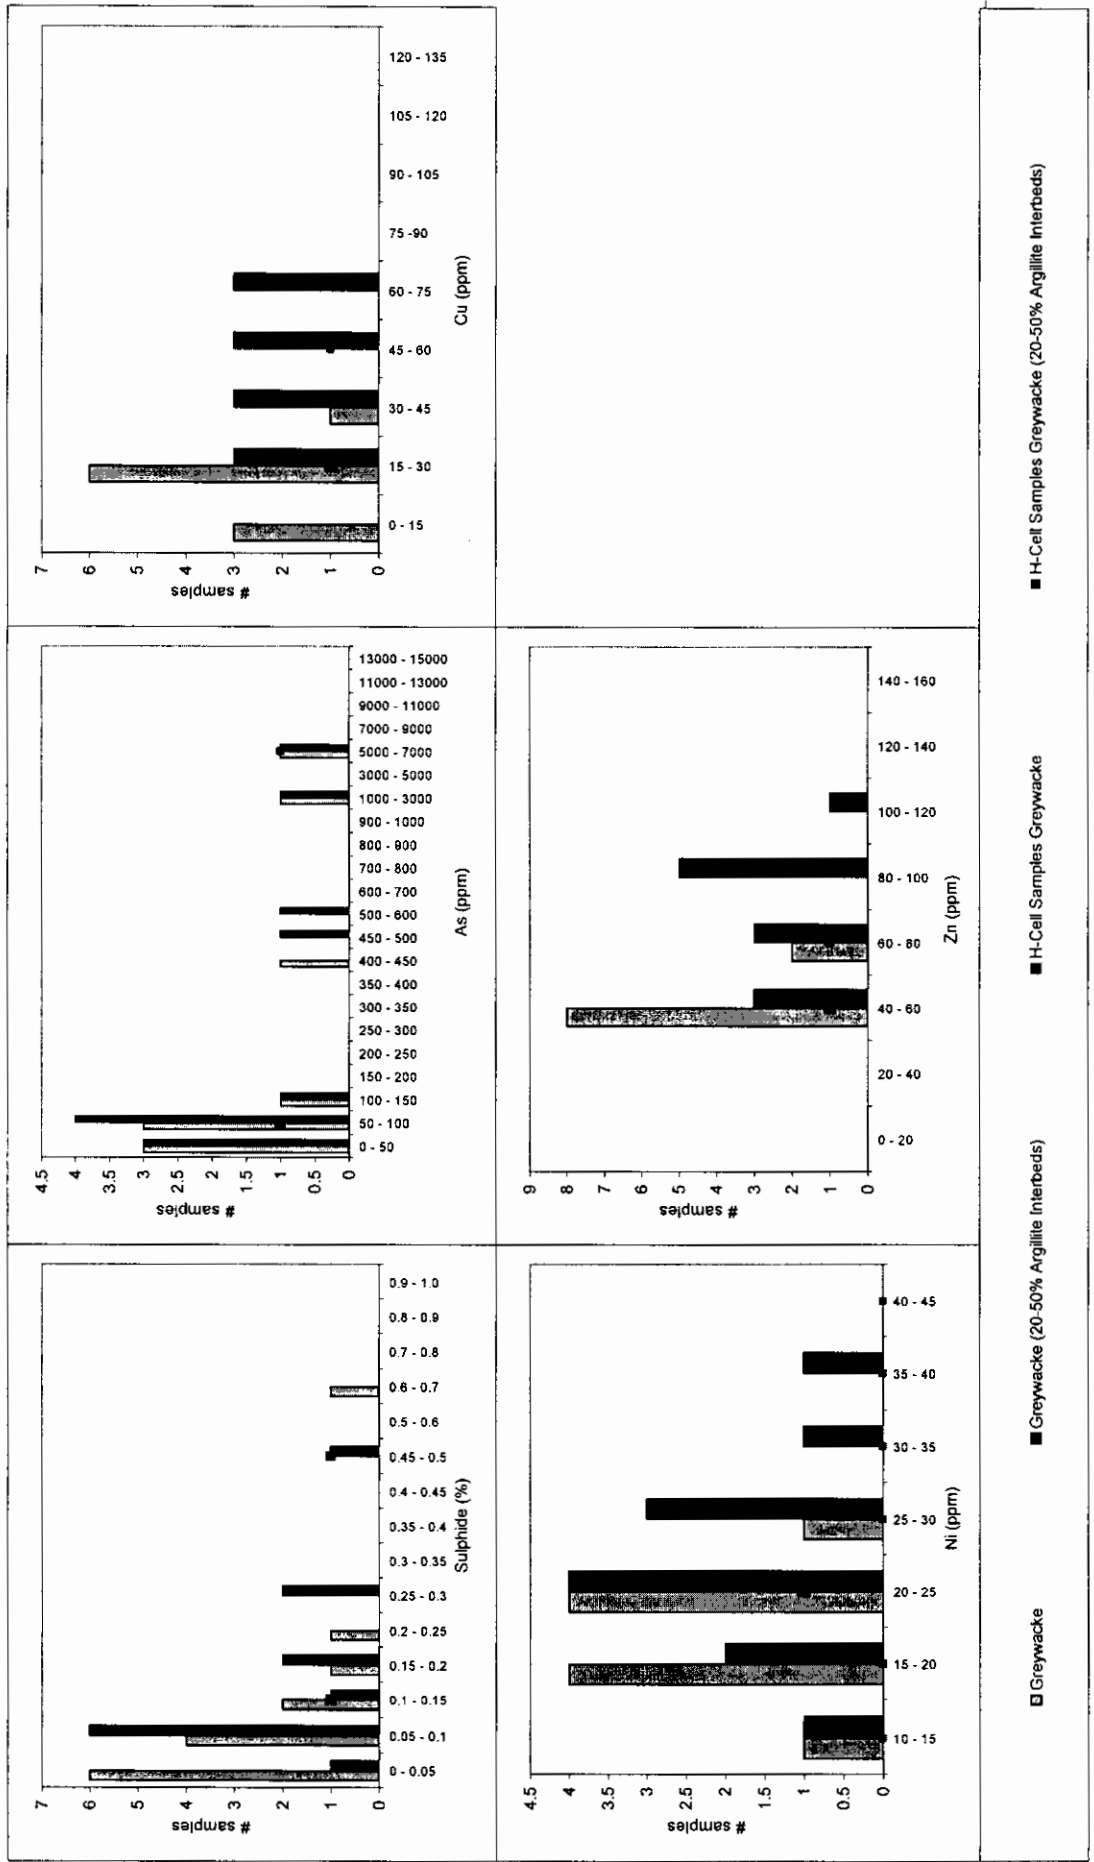 7
6
5
4
3
2
1
0
# samples
0 - 0.05
0.05 - 0.1
0.1 - 0.15
0.15 - 0.2
0.2 - 0.25
0.25 - 0.3
0.3 - 0.35
0.35 - 0.4
0.4 - 0.45
0.45 - 0.5
0.5 - 0.6
0.6 - 0.7
0.7 - 0.8
0.8 - 0.9
0.9 - 1.0
Sulphide (%)
4.5
4
3.5
3
2.5
2
1.5
1
0.5
0
# samples
0 - 50
50 - 100
100 - 150
150 - 200
200 - 250
250 - 300
300 - 350
350 - 400
400 - 450
450 - 500
500 - 600
600 - 700
700 - 800
800 - 900
900 - 1000
1000 - 3000
3000 - 5000
5000 - 7000
7000 - 9000
9000 - 11000
11000 - 13000
13000 - 15000
As (ppm)
7
6
5
4
3
2
1
0
# samples
0 - 15
15 - 30
30 - 45
45 - 60
60 - 75
75 -90
90 - 105
105 - 120
120 - 135
Cu (ppm)
4.5
4
3.5
3
2.5
2
1.5
1
0.5
0
# samples
10 - 15
15 - 20
20 - 25
25 - 30
30 - 35
35 - 40
40 - 45
Ni (ppm)
9
8
7
6
5
4
3
2
1
0
# samples
0 - 20
20 - 40
40 - 60
60 - 80
80 - 100
100 - 120
120 - 140
140 - 160
Zn (ppm)
Greywacke
Greywacke (20-50% Argillite Interbeds)
H-Cell Samples Greywacke
H-Cell Samples Greywacke (20-50% Argillite Interbeds)